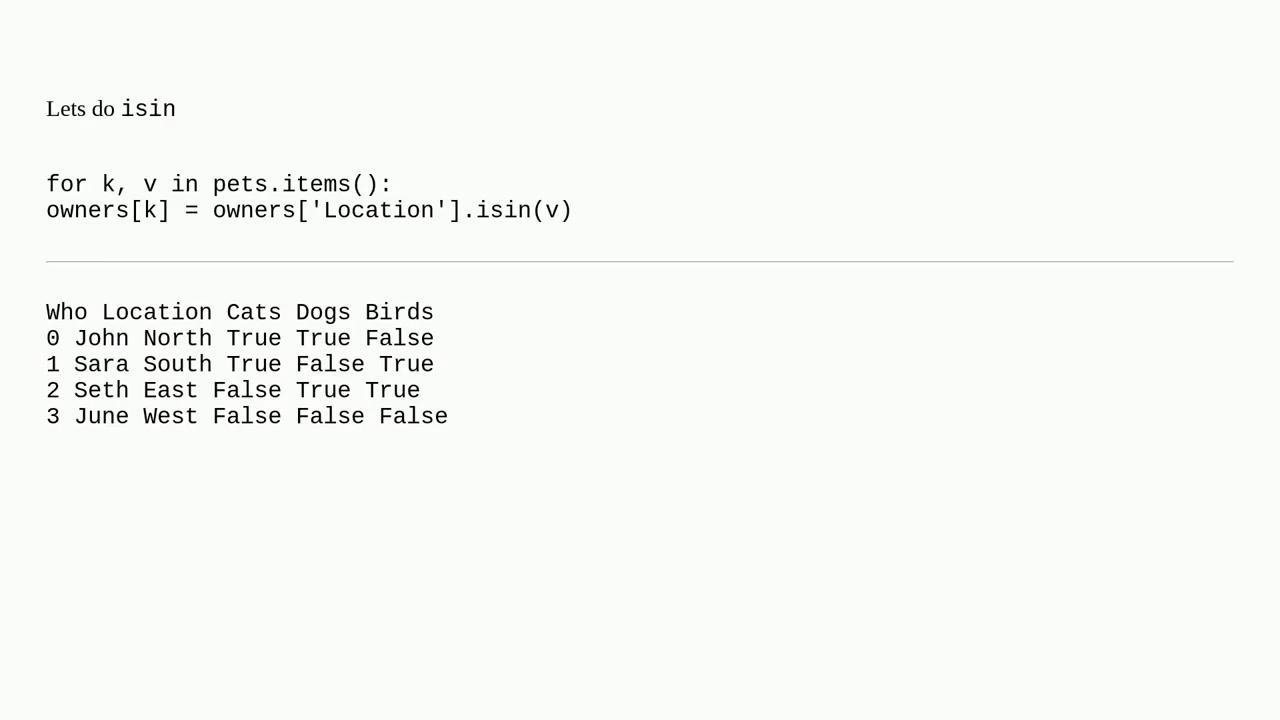 Lets do isin
for k, v in pets.items():
owners[k] = owners['Location'].isin(v)
Who Location Cats Dogs Birds
0 John North True True False
1 Sara South True False True
2 Seth East False True True
3 June West False False False